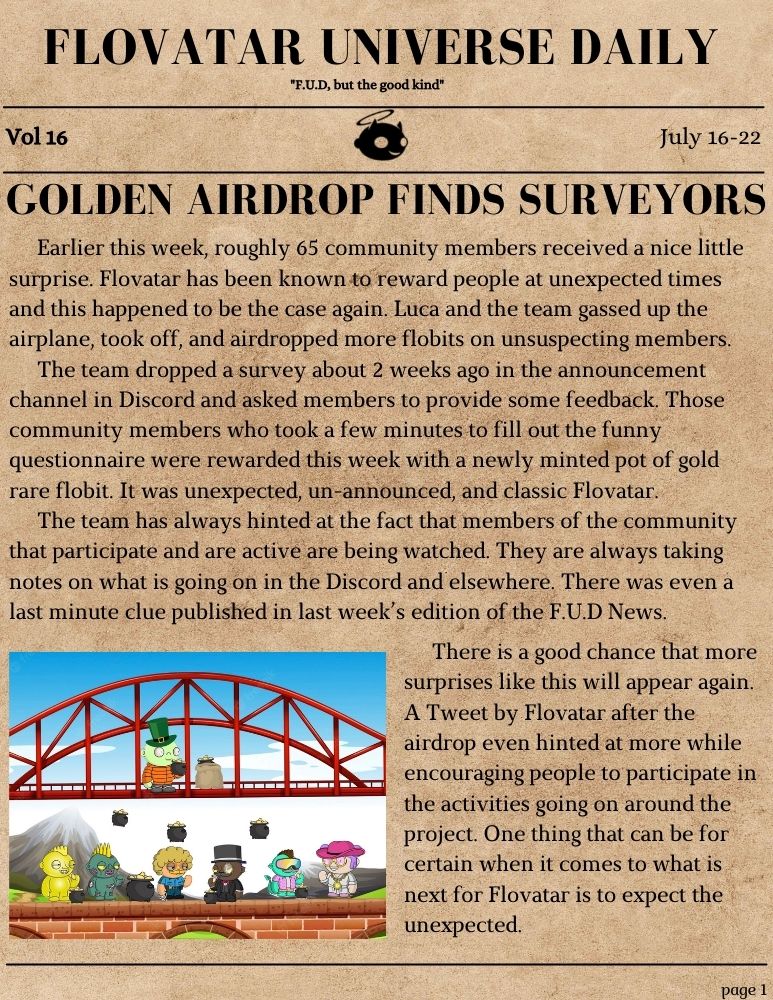 FLOVATAR UNIVERSE DAILY
"F.U.D, but the good kind"
Vol 16
July 16-22
GOLDEN AIRDROP FINDS SURVEYORS
Earlier this week, roughly 65 community members received a nice little
surprise. Flovatar has been known to reward people at unexpected times
and this happened to be the case again. Luca and the team gassed up the
airplane, took off, and airdropped more flobits on unsuspecting members.
The team dropped a survey about 2 weeks ago in the announcement
channel in Discord and asked members to provide some feedback. Those
community members who took a few minutes to fill out the funny
questionnaire were rewarded this week with a newly minted pot of gold
rare flobit. It was unexpected, un-announced, and classic Flovatar.
The team has always hinted at the fact that members of the community
that participate and are active are being watched. They are always taking
notes on what is going on in the Discord and elsewhere. There was even a
last minute clue published in last week's edition of the F.U.D News.
There is a good chance that more
surprises like this will appear again.
A Tweet by Flovatar after the
airdrop even hinted at more while
encouraging people to participate in
the activities going on around the
project. One thing that can be for
certain when it comes to what is
next for Flovatar is to expect the
unexpected.
page 1